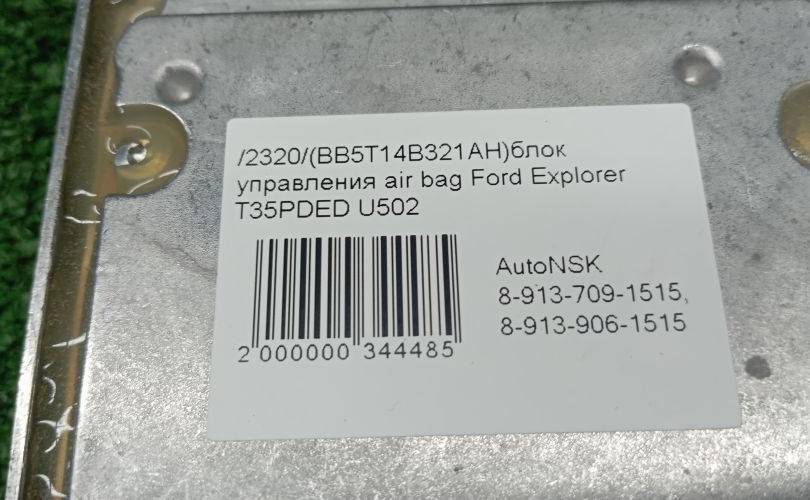 /2320/(BB5T14B321AH)блок
управления air bag Ford Explorer
T35PDED U502
AutoNSK
8-913-709-1515,
8-913-906-1515
2 000000 344485